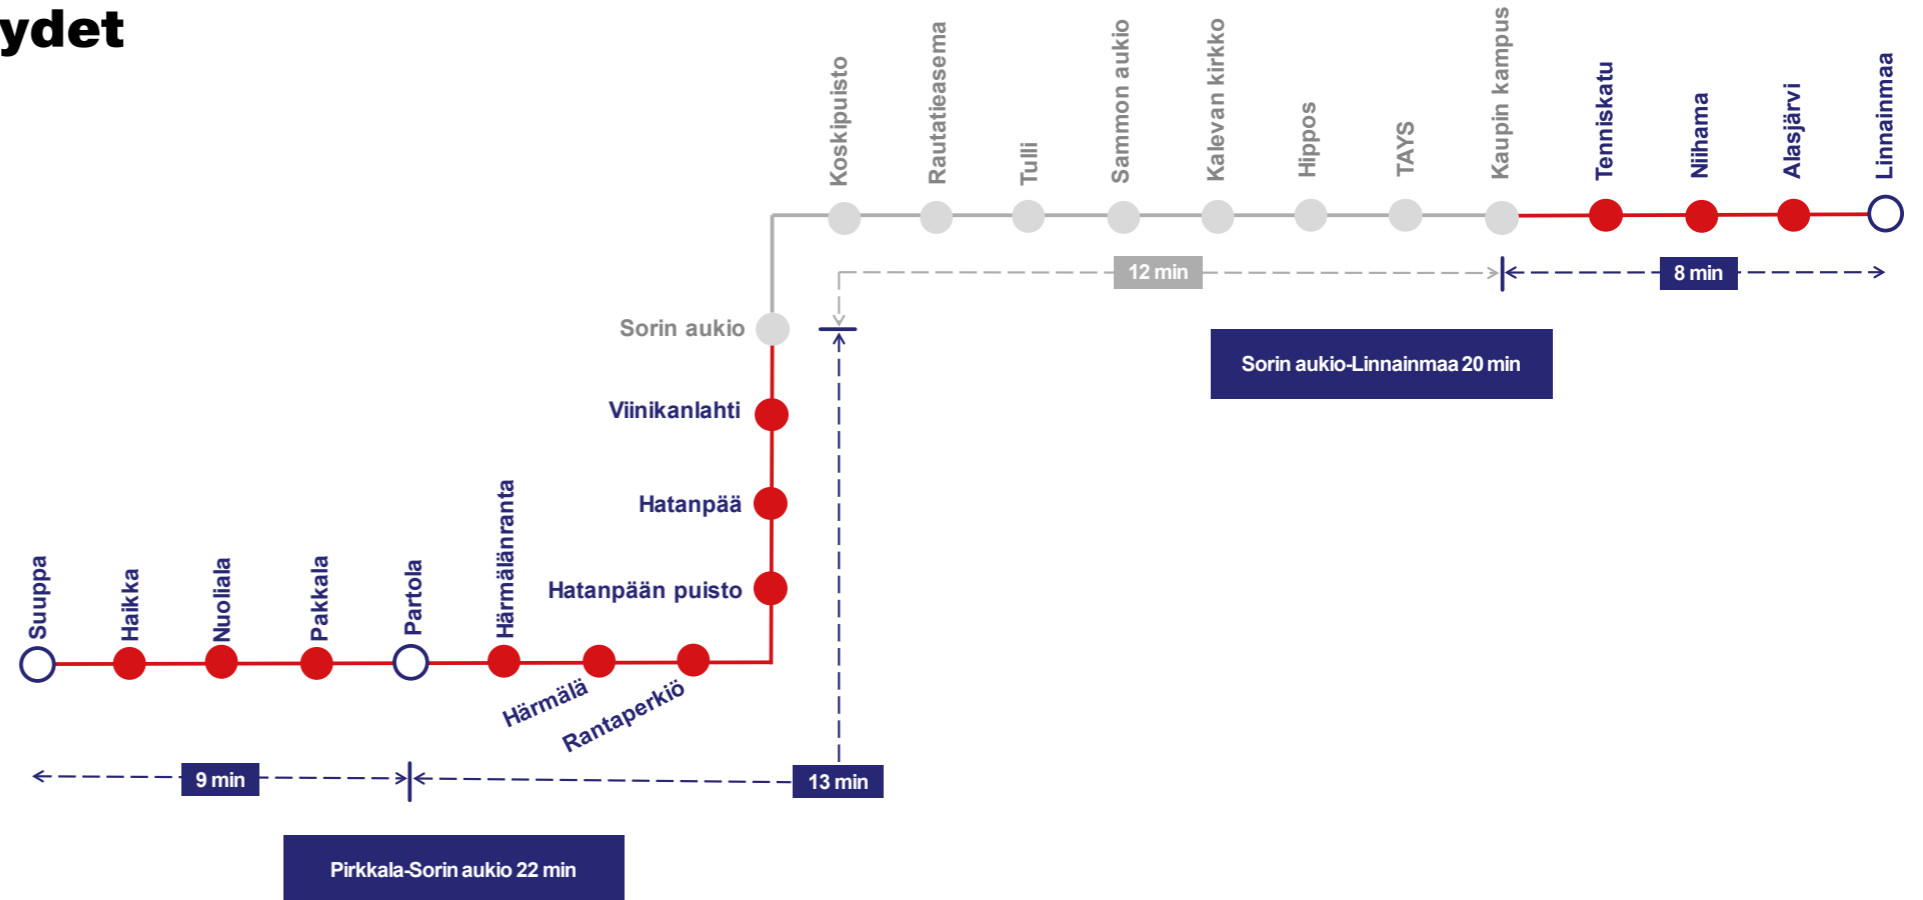 ydet
Koskipuisto
Rautatieasema
Tulli
Sammon aukio
Kalevan kirkko
Hippos
TAYS
Kaupin kampus
Tenniskatu
Niihama
Alasjärvi
Linnainmaa
12 min
8 min
Sorin aukio
Sorin aukio-Linnainmaa 20 min
Viinikanlahti
Hatanpää
Hatanpään puisto
Suuppa
Haikka
Nuoliala
Pakkala
Partola
Härmälänranta
Härmälä
Rantaperkiö
9 min
13 min
Pirkkala-Sorin aukio 22 min